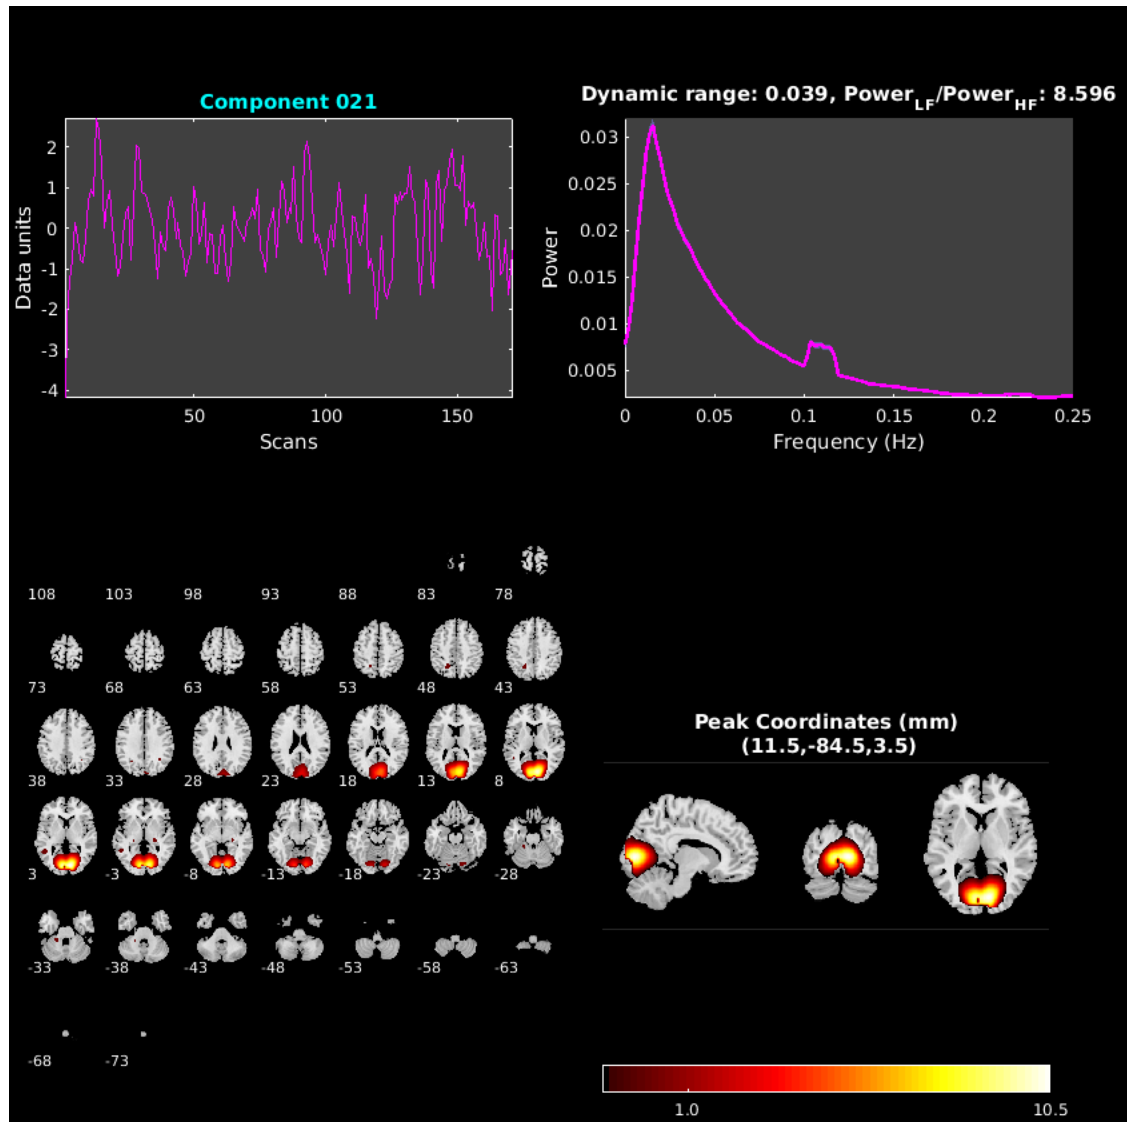 Component 021
Dynamic range: 0.039, PowerLF/PowerHF: 8.596
2
1
0
-1
-2
-3
-4
Data units
50
100
150
Scans
0.03
0.025
0.02
0.015
0.01
0.005
Power
0
0.05
0.1
0.15
0.2
0.25
Frequency (Hz)
108 103 98 93 88 83 78
73 68 63 58 53 48 43
38 33 28 23 18 13 8
3 -3 -8 -13 -18 -23 -28
-33 -38 -43 -48 -53 -58 -63
-68 -73
Peak Coordinates (mm)
(11.5,-84.5,3.5)
1.0
10.5